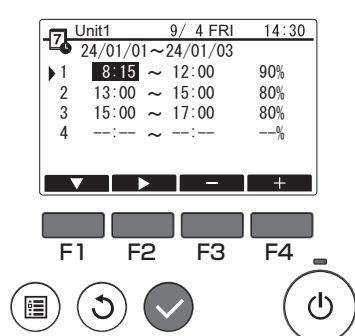 7 Unit1 9/ 4 FRI 14:30
24/01/01～24/01/03
1 8:15 ～ 12:00 90%
2 13:00 ～ 15:00 80%
3 15:00 ～ 17:00 80%
4 --:-- ～ --:-- --%
▼ ▶ － ＋
F1 F2 F3 F4